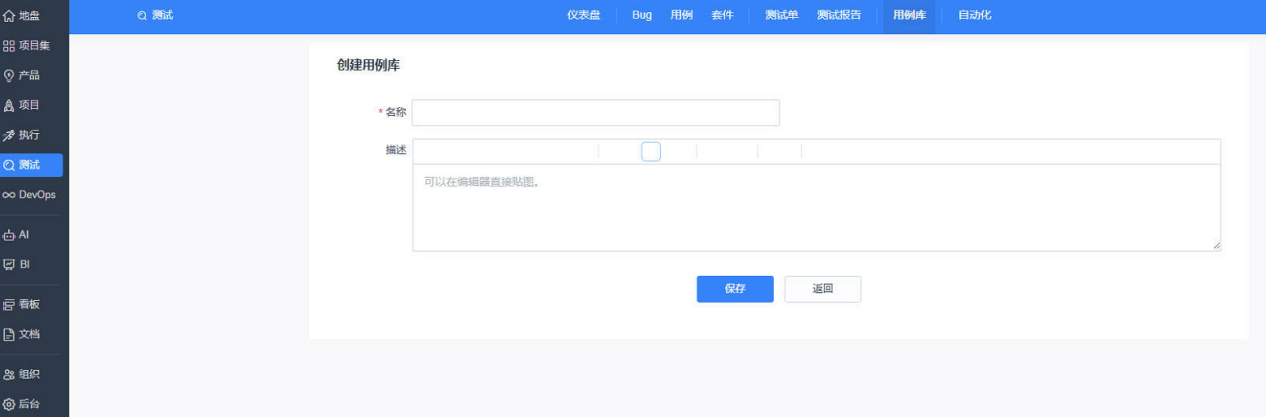 地盘
项目集
产品
项目
执行
测试
DevOps
AI
BI
看板
文档
组织
后台
测试
仪表盘 Bug 用例 套件 测试单 测试报告 用例库 自动化
创建用例库
* 名称
描述
可以在编辑器直接贴图。
保存 返回